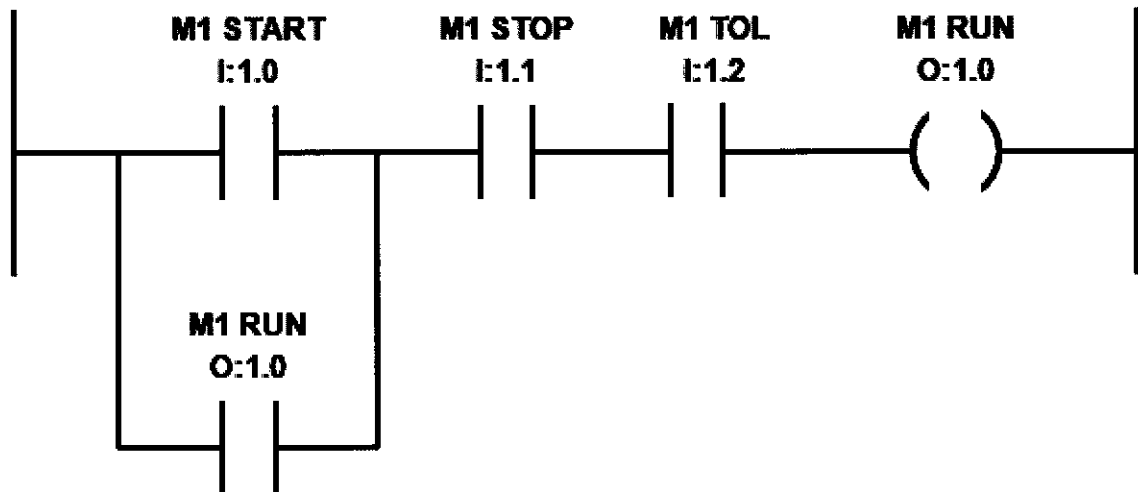 M1 START
I:1.0
M1 STOP
I:1.1
M1 TOL
I:1.2
M1 RUN
O:1.0
M1 RUN
O:1.0